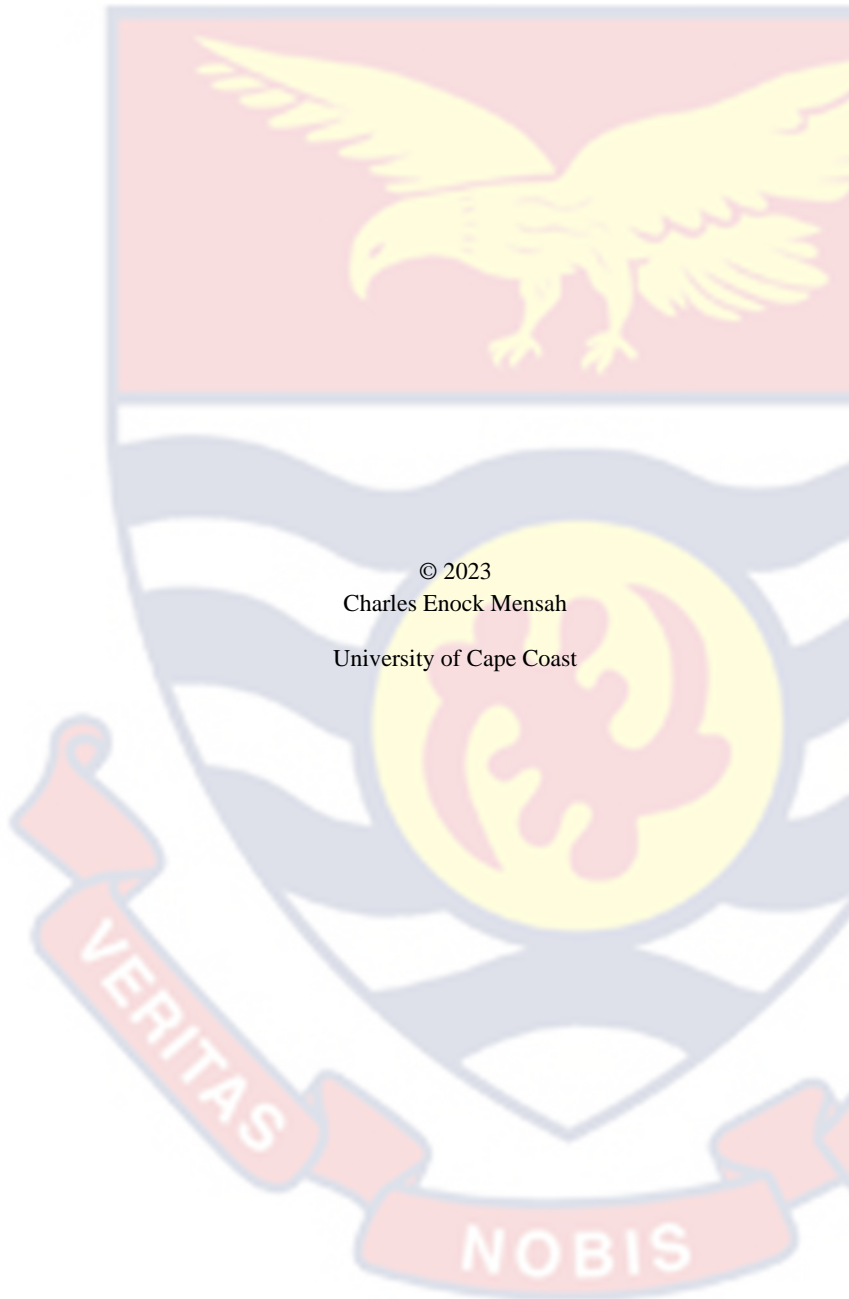 © 2023
Charles Enock Mensah
University of Cape Coast
VERITAS
NOBIS